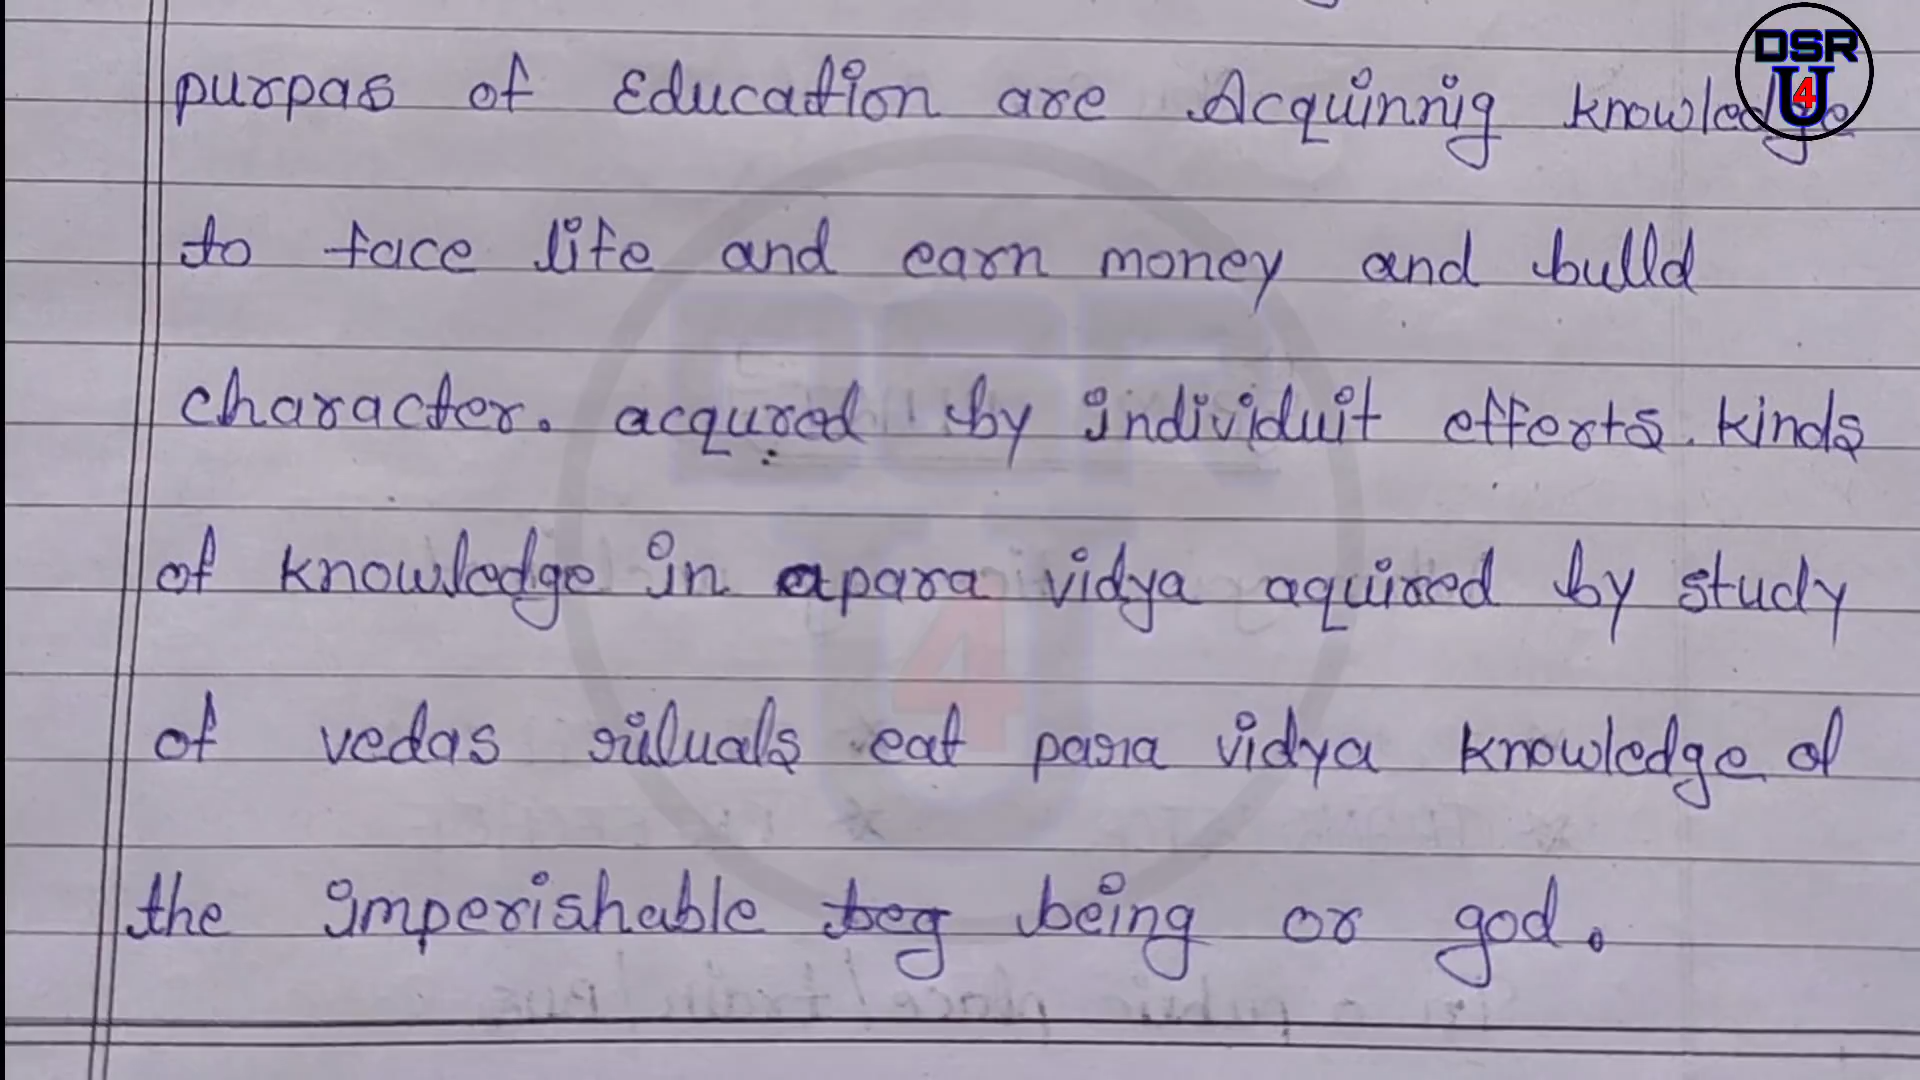 DSR
U
4
purpas of Education are Acquinnig knowledge
to face life and earn money and bulld
character. acqured by individuit efforts. kinds
of knowledge in apara vidya aquired by study
of vedas riluals eat para vidya knowledge of
the imperishable beg being or god.